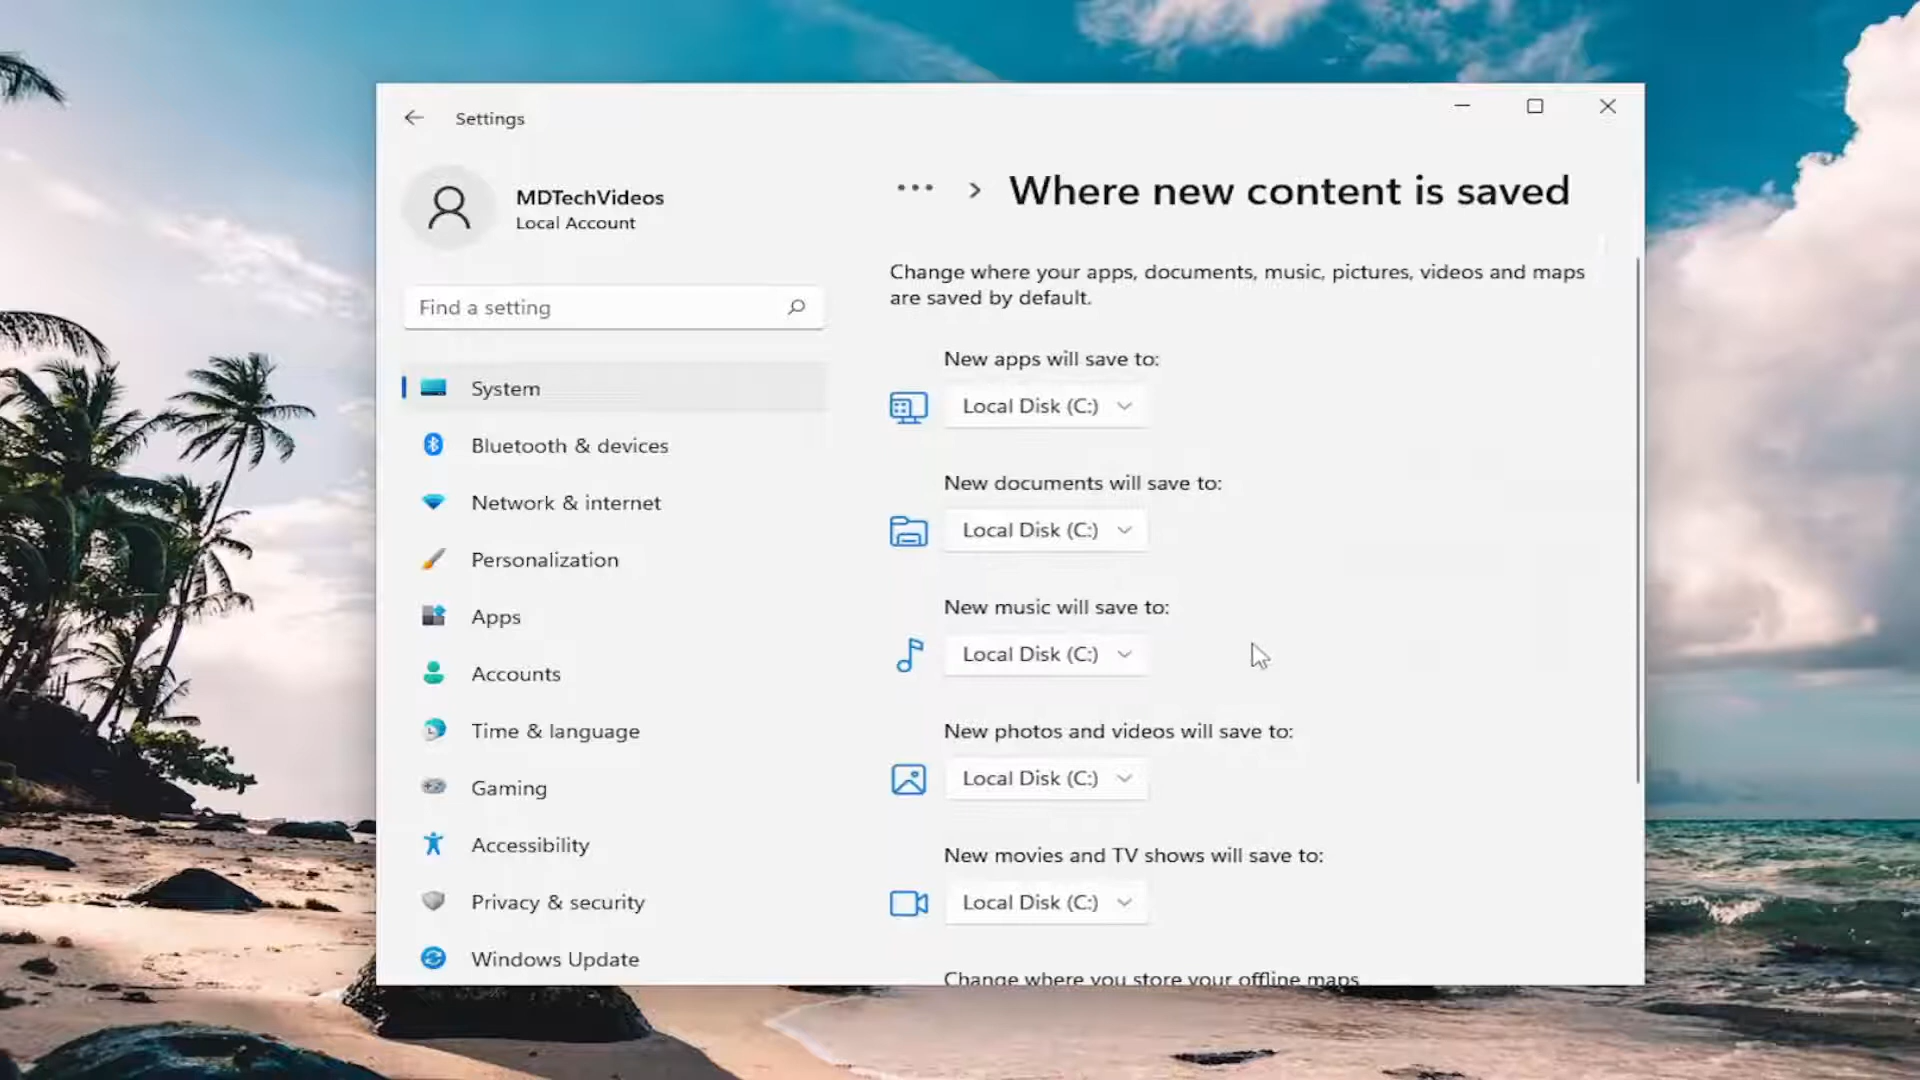 Settings
MDTechVideos
Local Account
Find a setting
System
Bluetooth & devices
Network & internet
Personalization
Apps
Accounts
Time & language
Gaming
Accessibility
Privacy & security
Windows Update
Where new content is saved
Change where your apps, documents, music, pictures, videos and maps
are saved by default.
New apps will save to:
Local Disk (C:)
New documents will save to:
Local Disk (C:)
New music will save to:
Local Disk (C:)
New photos and videos will save to:
Local Disk (C:)
New movies and TV shows will save to:
Local Disk (C:)
Change where you store your offline maps